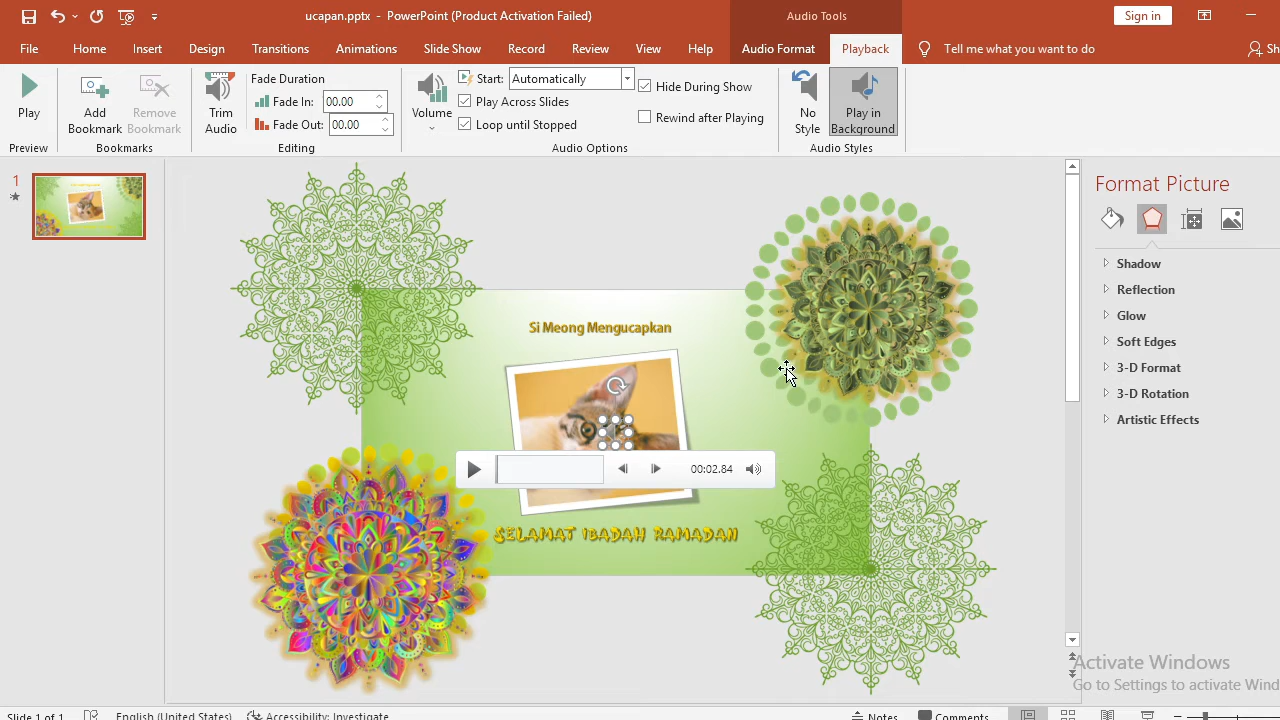 ucapan.pptx - PowerPoint (Product Activation Failed)
Audio Tools
Sign in
File Home Insert Design Transitions Animations Slide Show Record Review View Help Audio Format Playback Tell me what you want to do Sh
Play
Preview
Add Bookmark
Remove Bookmark
Bookmarks
Trim Audio
Fade Duration
Fade In: 00.00
Fade Out: 00.00
Editing
Volume
Start: Automatically
Play Across Slides
Loop until Stopped
Hide During Show
Rewind after Playing
Audio Options
No Style
Play in Background
Audio Styles
1
Si Meong Mengucapkan
00:02.84
SELAMAT IBADAH RAMADAN
Format Picture
Shadow
Reflection
Glow
Soft Edges
3-D Format
3-D Rotation
Artistic Effects
Activate Windows
Go to Settings to activate Wind
Slide 1 of 1 English (United States) Accessibility: Investigate Notes Comments